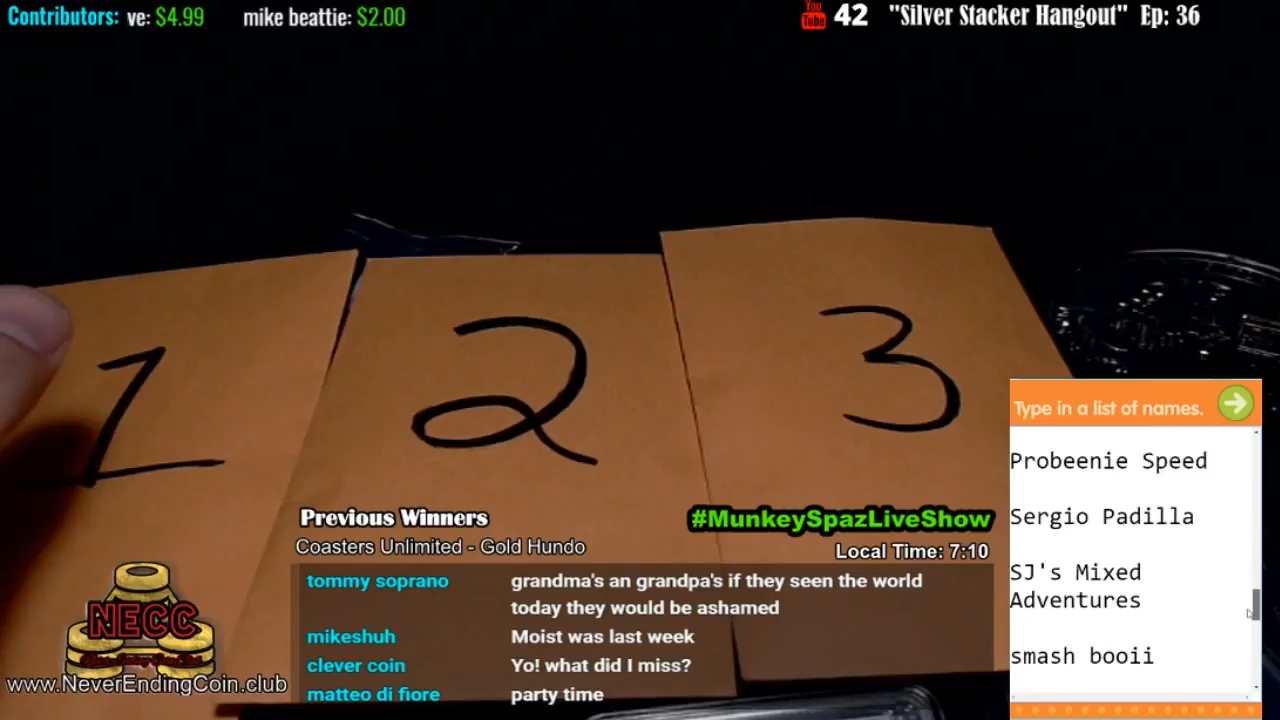 Contributors: ve: $4.99 mike beattie: $2.00
You Tube 42 "Silver Stacker Hangout" Ep: 36
1 2 3
Type in a list of names.
Probeenie Speed
Sergio Padilla
SJ's Mixed
Adventures
smash booii
Previous Winners
Coasters Unlimited - Gold Hundo
#MunkeySpazLiveShow
Local Time: 7:10
tommy soprano grandma's an grandpa's if they seen the world
today they would be ashamed
mikeshuh Moist was last week
clever coin Yo! what did I miss?
matteo di fiore party time
NECC
www.NeverEndingCoin.club